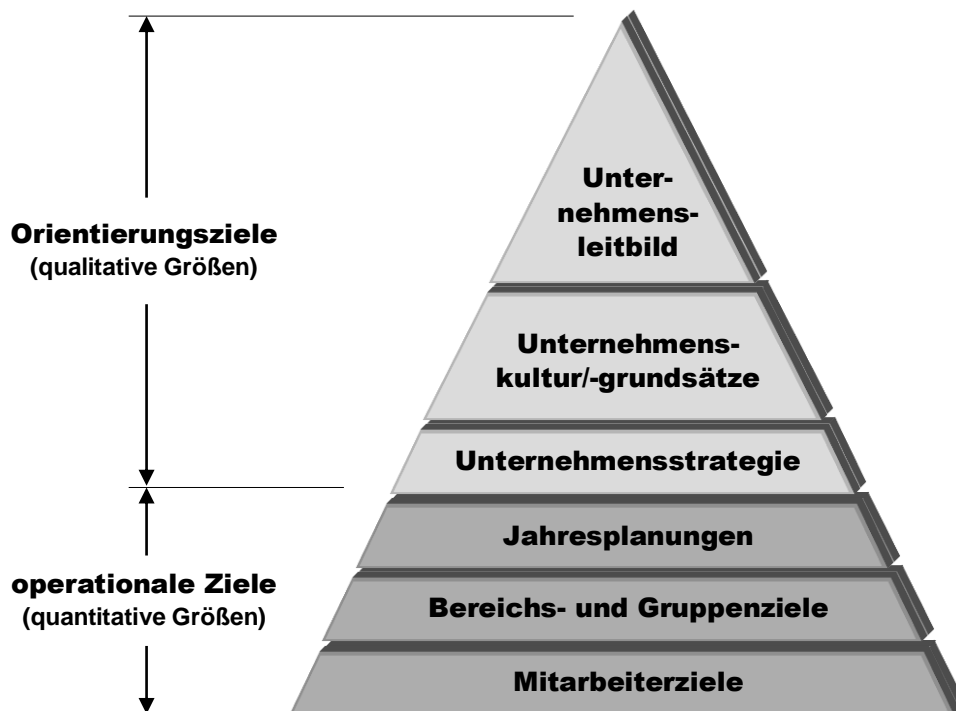 Unter-
nehmens-
leitbild
Orientierungsziele
(qualitative Größen)
Unternehmens-
kultur/-grundsätze
Unternehmensstrategie
Jahresplanungen
operationale Ziele
(quantitative Größen)
Bereichs- und Gruppenziele
Mitarbeiterziele